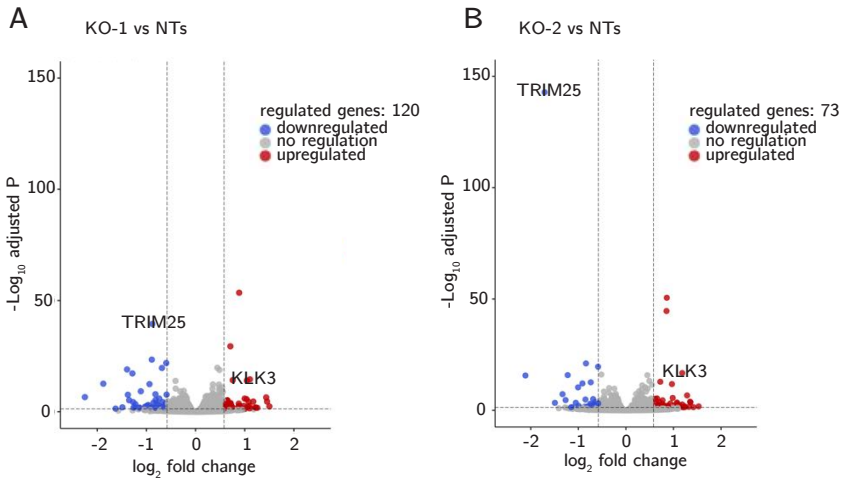 A
KO-1 vs NTs
150
100
50
0
-Log10 adjusted P
regulated genes: 120
downregulated
no regulation
upregulated
TRIM25
KLK3
-2
-1
0
1
2
log2 fold change
B
KO-2 vs NTs
150
100
50
0
-Log10 adjusted P
TRIM25
regulated genes: 73
downregulated
no regulation
upregulated
KLK3
-2
-1
0
1
2
log2 fold change